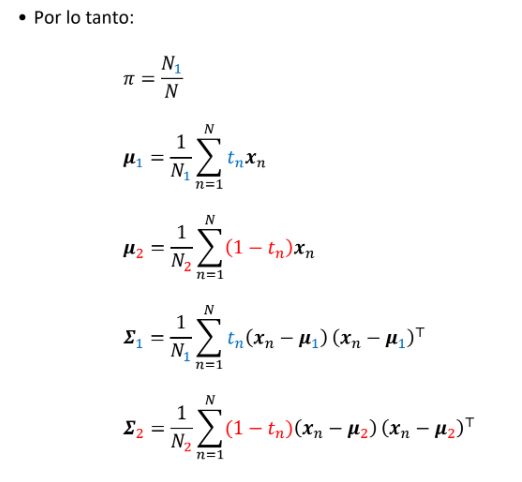 • Por lo tanto:
π = N₁ / N
μ₁ = 1/N₁ ∑ₙ₌₁ᴺ tₙxₙ
μ₂ = 1/N₂ ∑ₙ₌₁ᴺ (1 − tₙ)xₙ
Σ₁ = 1/N₁ ∑ₙ₌₁ᴺ tₙ(xₙ − μ₁) (xₙ − μ₁)ᵀ
Σ₂ = 1/N₂ ∑ₙ₌₁ᴺ (1 − tₙ)(xₙ − μ₂) (xₙ − μ₂)ᵀ